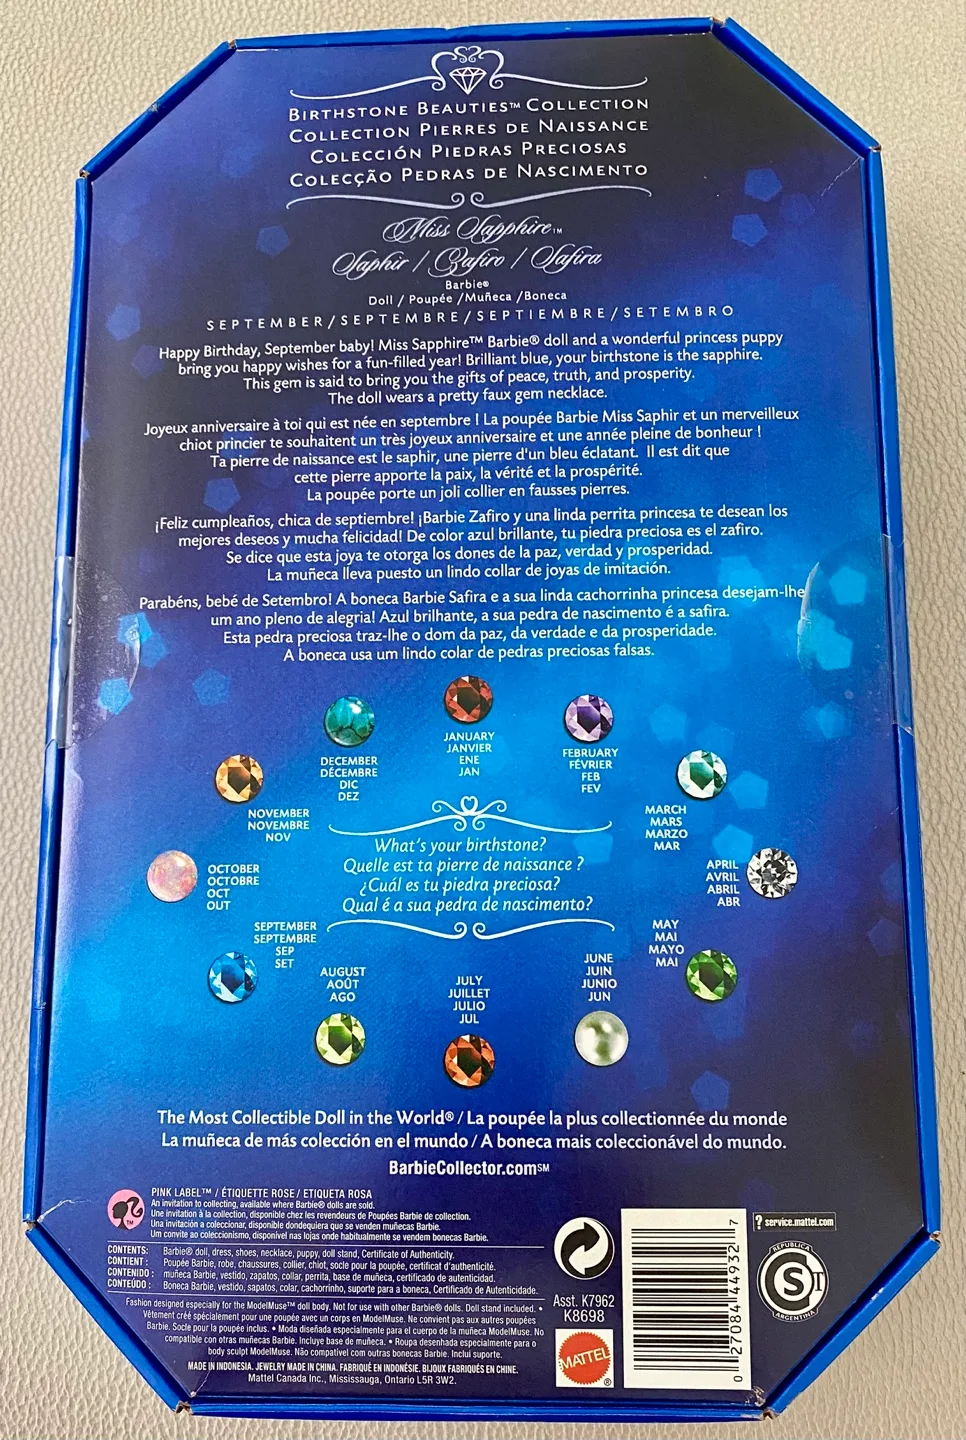 BIRTHSTONE BEAUTIES™ COLLECTION
COLLECTION PIERRES DE NAISSANCE
COLECCIÓN PIEDRAS PRECIOSAS
COLECÇÃO PEDRAS DE NASCIMENTO
Miss Sapphire™
Saphir / Zafiro / Safira
Barbie®
Doll / Poupée /Muñeca /Boneca
SEPTEMBER/SEPTEMBRE/SEPTIEMBRE/SETEMBRO
Happy Birthday, September baby! Miss Sapphire™ Barbie® doll and a wonderful princess puppy
bring you happy wishes for a fun-filled year! Brilliant blue, your birthstone is the sapphire.
This gem is said to bring you the gifts of peace, truth, and prosperity.
The doll wears a pretty faux gem necklace.
Joyeux anniversaire à toi qui est née en septembre ! La poupée Barbie Miss Saphir et un merveilleux
chiot princier te souhaitent un très joyeux anniversaire et une année pleine de bonheur !
Ta pierre de naissance est le saphir, une pierre d'un bleu éclatant. Il est dit que
cette pierre apporte la paix, la vérité et la prospérité.
La poupée porte un joli collier en fausses pierres.
¡Feliz cumpleaños, chica de septiembre! ¡Barbie Zafiro y una linda perrita princesa te desean los
mejores deseos y mucha felicidad! De color azul brillante, tu piedra preciosa es el zafiro.
Se dice que esta joya te otorga los dones de la paz, verdad y prosperidad.
La muñeca lleva puesto un lindo collar de joyas de imitación.
Parabéns, bebé de Setembro! A boneca Barbie Safira e a sua linda cachorrinha princesa desejam-lhe
um ano pleno de alegria! Azul brilhante, a sua pedra de nascimento é a safira.
Esta pedra preciosa traz-lhe o dom da paz, da verdade e da prosperidade.
A boneca usa um lindo colar de pedras preciosas falsas.
JANUARY
JANVIER
ENE
JAN
FEBRUARY
FÉVRIER
FEB
FEV
MARCH
MARS
MARZO
MAR
APRIL
AVRIL
ABRIL
ABR
MAY
MAI
MAYO
MAI
JUNE
JUIN
JUNIO
JUN
JULY
JUILLET
JULIO
JUL
AUGUST
AOÛT
AGO
SEPTEMBER
SEPTEMBRE
SEP
SET
OCTOBER
OCTOBRE
OCT
OUT
NOVEMBER
NOVEMBRE
NOV
DECEMBER
DÉCEMBRE
DIC
DEZ
What's your birthstone?
Quelle est ta pierre de naissance ?
¿Cuál es tu piedra preciosa?
Qual é a sua pedra de nascimento?
The Most Collectible Doll in the World® / La poupée la plus collectionnée du monde
La muñeca de más colección en el mundo / A boneca mais coleccionável do mundo.
BarbieCollector.com℠
PINK LABEL™ / ÉTIQUETTE ROSE / ETIQUETA ROSA
An invitation to collecting, available where Barbie® dolls are sold.
Une invitation à la collection, disponible chez les revendeurs de Poupées Barbie de collection.
Una invitación a coleccionar, disponible dondequiera que se venden muñecas Barbie.
Um convite ao coleccionismo, disponível nas lojas onde habitualmente se vendem bonecas Barbie.
CONTENTS: Barbie® doll, dress, shoes, necklace, puppy, doll stand, Certificate of Authenticity.
CONTIENT : Poupée Barbie, robe, chaussures, collier, chiot, socle pour la poupée, certificat d'authenticité.
CONTENIDO : muñeca Barbie, vestido, zapatos, collar, perrita, base de muñeca, certificado de autenticidad.
CONTEÚDO : Boneca Barbie, vestido, sapatos, colar, cachorrinho, suporte para a boneca, Certificado de Autenticidade.
Fashion designed especially for the ModelMuse™ doll body. Not for use with other Barbie® dolls. Doll stand included. •
Vêtement créé spécialement pour une poupée avec un corps en ModelMuse. Ne convient pas aux autres poupées
Barbie. Socle pour la poupée inclus. • Moda diseñada especialmente para el cuerpo de la muñeca ModelMuse. No
compatible con otras muñecas Barbie. Incluye base de muñeca. • Roupa desenhada especialmente para o
body sculpt ModelMuse. Não compatível com outras bonecas Barbie. Inclui suporte.
MADE IN INDONESIA. JEWELRY MADE IN CHINA. FABRIQUÉ EN INDONÉSIE. BIJOUX FABRIQUÉS EN CHINE.
Mattel Canada Inc., Mississauga, Ontario L5R 3W2.
Asst. K7962
K8698
MATTEL®
0 27084 44932 7
? service.mattel.com
REPUBLICA
ST
ARGENTINA